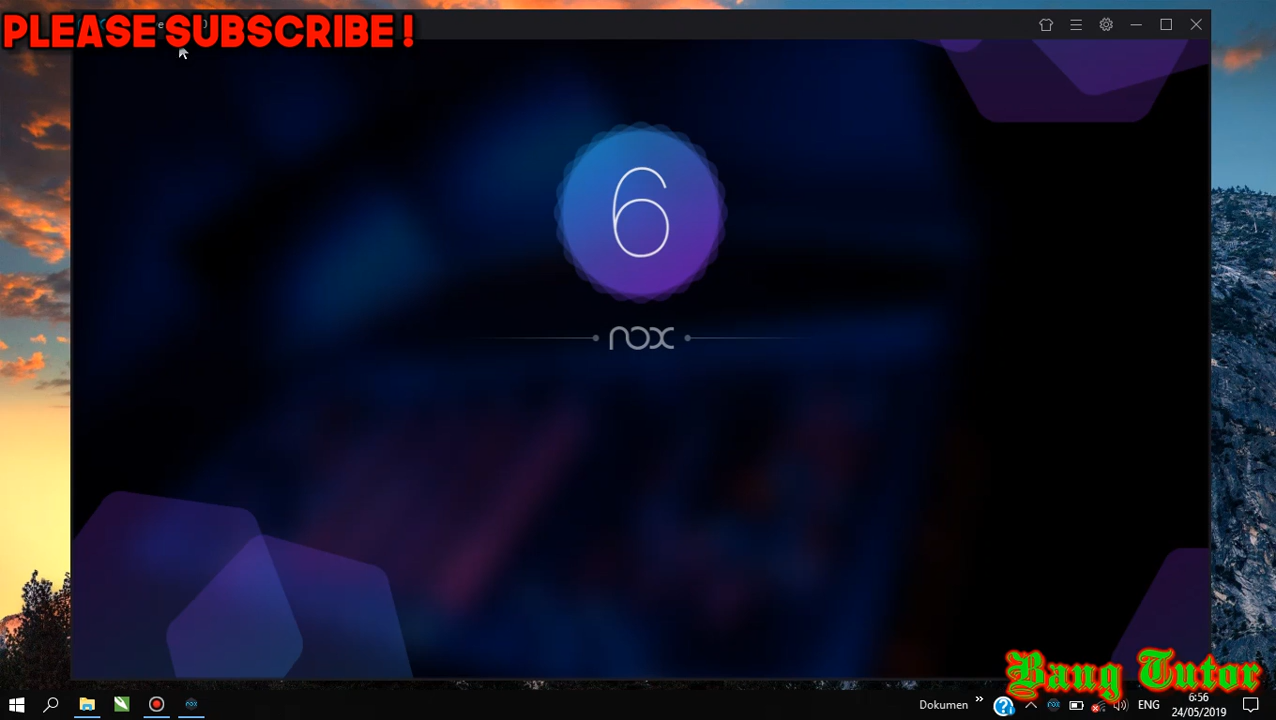 PLEASE SUBSCRIBE !
6
nox
Bang Tutor
Dokumen
»
ENG
6:56
24/05/2019